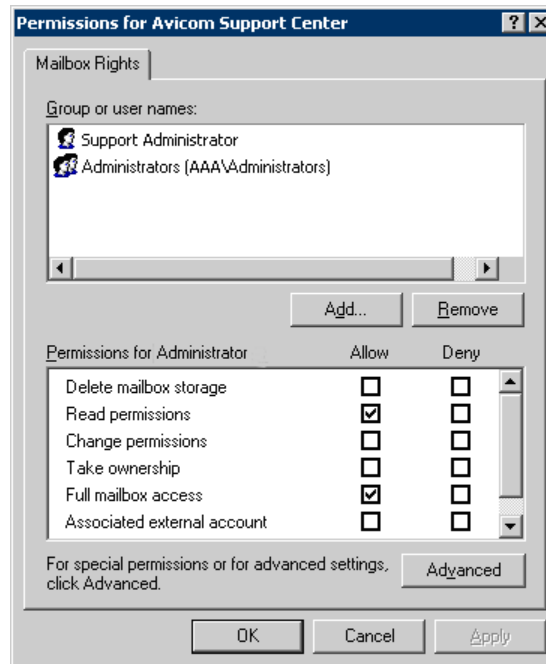 Permissions for Avicom Support Center
Mailbox Rights
Group or user names:
Support Administrator
Administrators (AAA\Administrators)
Add...
Remove
Permissions for Administrator
Allow
Deny
Delete mailbox storage
Read permissions
Change permissions
Take ownership
Full mailbox access
Associated external account
For special permissions or for advanced settings,
click Advanced.
Advanced
OK
Cancel
Apply